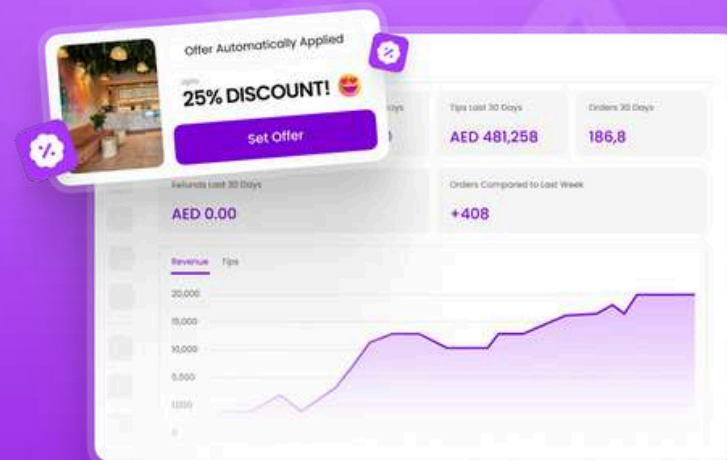 Offer Automatically Applied
Upto
25% DISCOUNT! 🤩
Set Offer
Tips Last 30 Days
AED 481,258
Orders 30 Days
186,8
Refunds Last 30 Days
AED 0.00
Orders Compared to Last Week
+408
Revenue
Tips
20,000
15,000
10,000
5,000
1,000
0